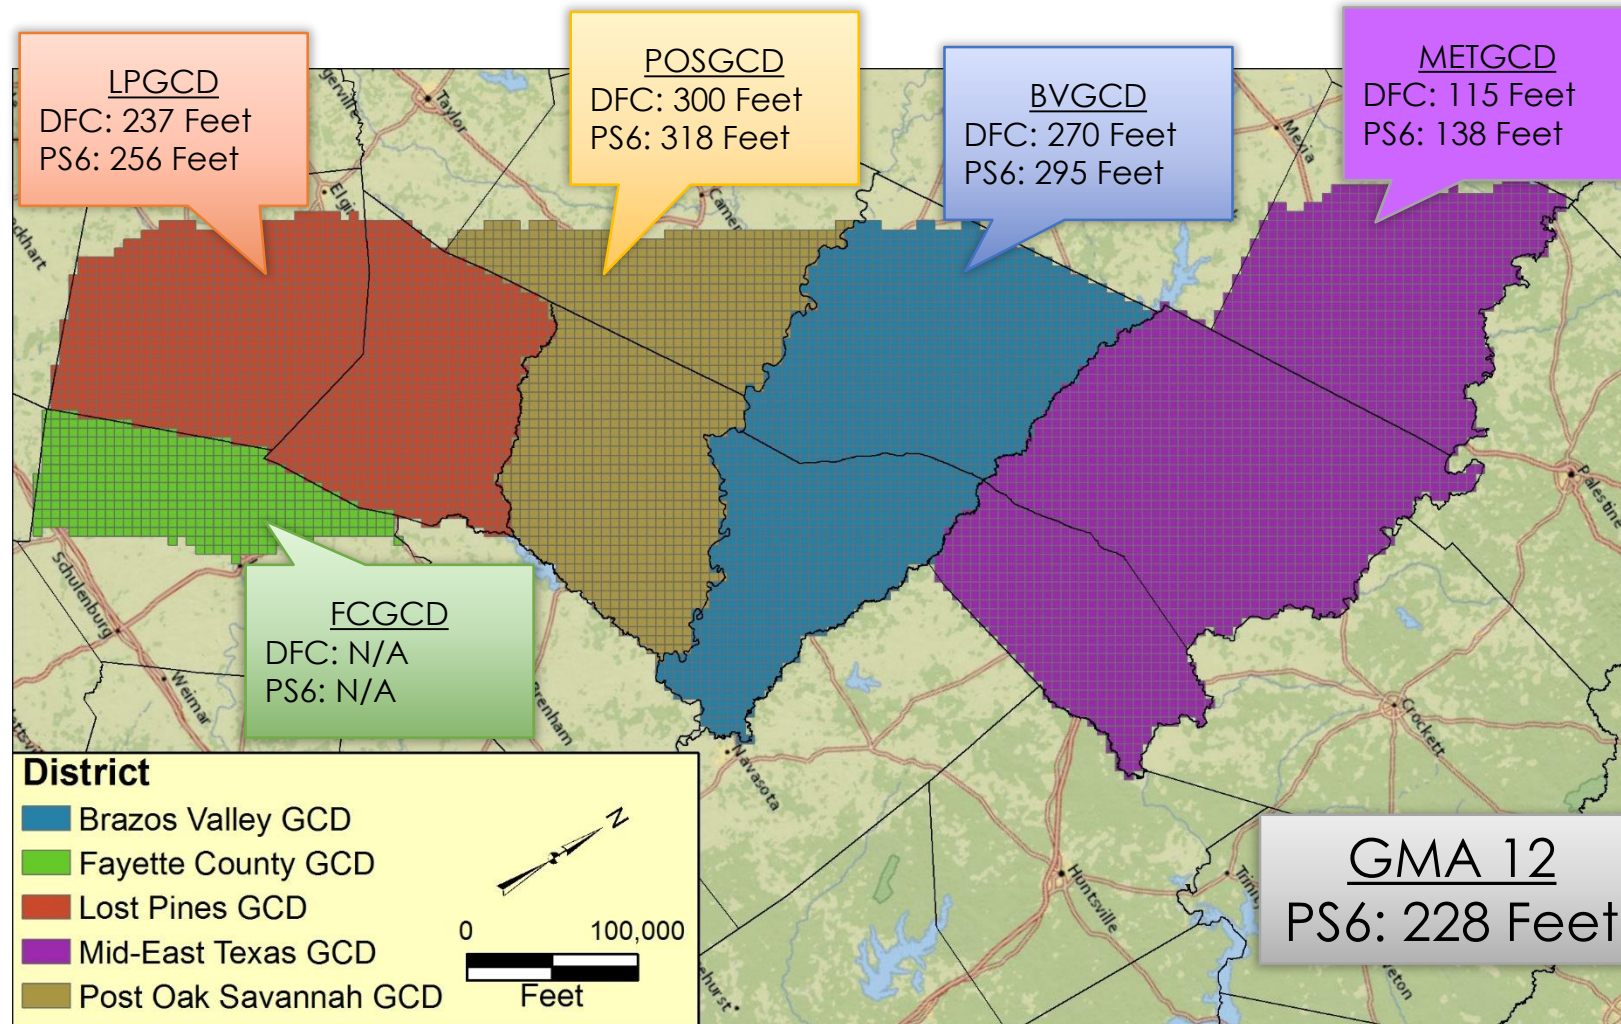 LPGCD
DFC: 237 Feet
PS6: 256 Feet
POSGCD
DFC: 300 Feet
PS6: 318 Feet
BVGCD
DFC: 270 Feet
PS6: 295 Feet
METGCD
DFC: 115 Feet
PS6: 138 Feet
Taylor
Mexia
Elgin
Palestine
FCGCD
DFC: N/A
PS6: N/A
Schulenburg
Weimar
Navasota
Crockett
Huntsville
District
Brazos Valley GCD
Fayette County GCD
Lost Pines GCD
Mid-East Texas GCD
Post Oak Savannah GCD
N
0 100,000
Feet
GMA 12
PS6: 228 Feet